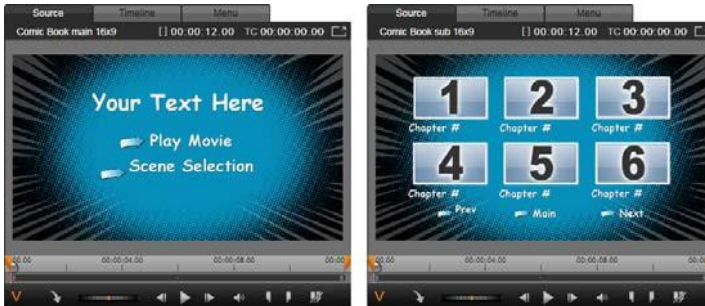 Source Timeline Menu
Comic Book main 16x9 [ ] 00:00:12.00 TC 00:00:00.00
Your Text Here
Play Movie
Scene Selection
00:00:04.00 00:00:08.00
V
Source Timeline Menu
Comic Book sub 16x9 [ ] 00:00:12.00 TC 00:00:00.00
1 2 3
Chapter # Chapter # Chapter #
4 5 6
Chapter # Chapter # Chapter #
Prev Main Next
00:00:04.00 00:00:08.00
V